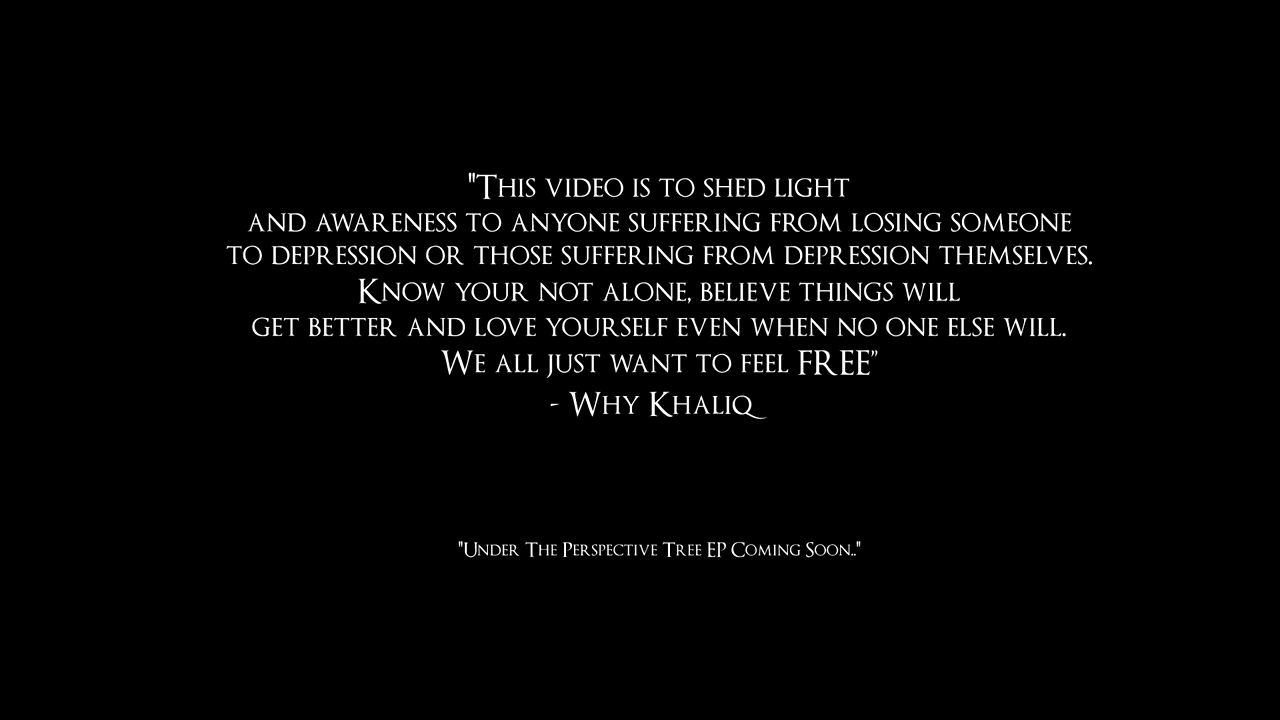 "This video is to shed light
and awareness to anyone suffering from losing someone
to depression or those suffering from depression themselves.
Know your not alone, believe things will
get better and love yourself even when no one else will.
We all just want to feel FREE”
- Why Khaliq
"Under The Perspective Tree EP Coming Soon.."